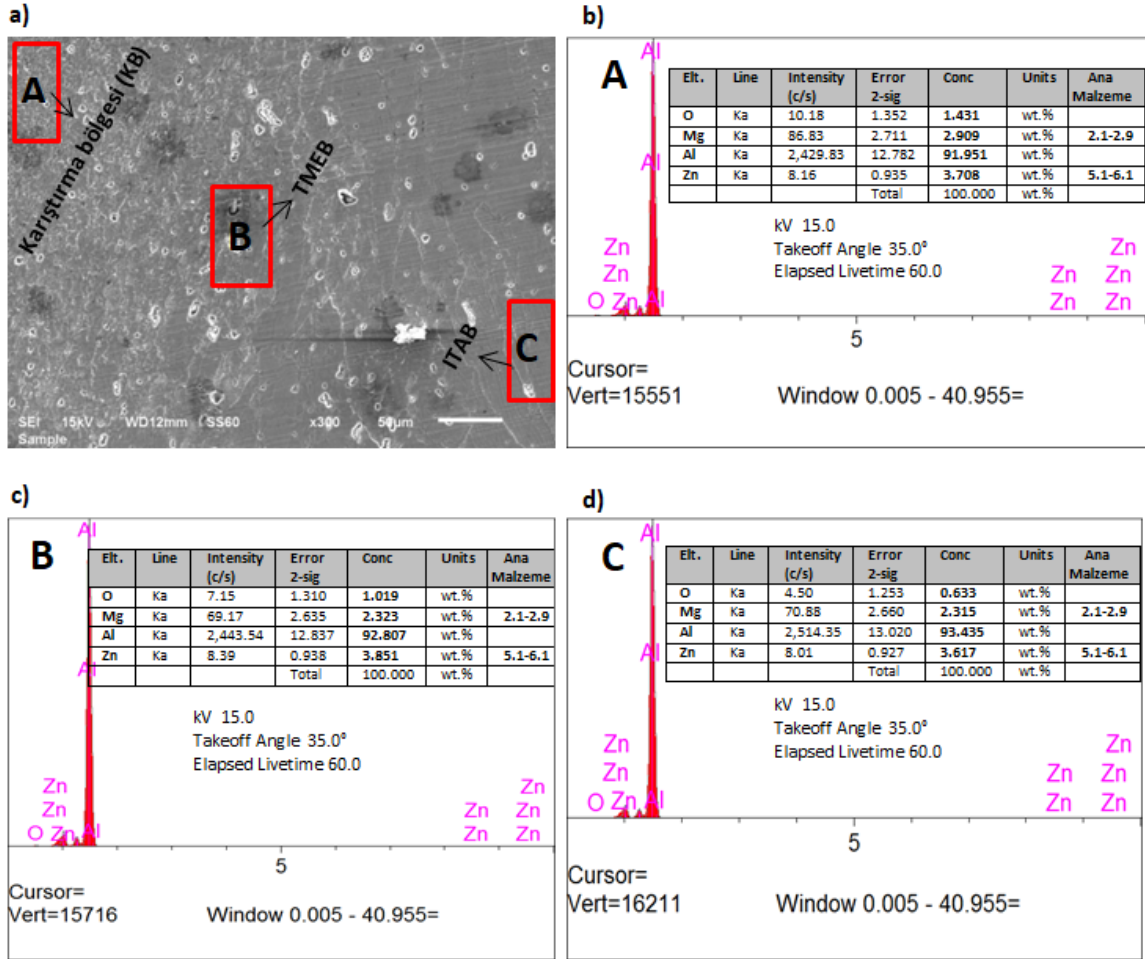 a)
A
Karıştırma bölgesi (KB)
B
TMEB
C
ITAB
SEI 15kV WD12mm SS60 x300 50µm
Sample
b)
A
Al
Elt. Line Intensity (c/s) Error 2-sig Conc Units Ana Malzeme
O Ka 10.18 1.352 1.431 wt.%
Mg Ka 86.83 2.711 2.909 wt.% 2.1-2.9
Al Ka 2,429.83 12.782 91.951 wt.%
Zn Ka 8.16 0.935 3.708 wt.% 5.1-6.1
Total 100.000 wt.%
Al
kV 15.0
Takeoff Angle 35.0°
Elapsed Livetime 60.0
Zn Zn
Zn Zn Zn
O Zn Al Zn Zn
5
Cursor=
Vert=15551 Window 0.005 - 40.955=
c)
B
Al
Elt. Line Intensity (c/s) Error 2-sig Conc Units Ana Malzeme
O Ka 7.15 1.310 1.019 wt.%
Mg Ka 69.17 2.635 2.323 wt.% 2.1-2.9
Al Ka 2,443.54 12.837 92.807 wt.%
Zn Ka 8.39 0.938 3.851 wt.% 5.1-6.1
Total 100.000 wt.%
Al
kV 15.0
Takeoff Angle 35.0°
Elapsed Livetime 60.0
Zn Zn
Zn Zn Zn
O Zn Al Zn Zn
5
Cursor=
Vert=15716 Window 0.005 - 40.955=
d)
C
Al
Elt. Line Intensity (c/s) Error 2-sig Conc Units Ana Malzeme
O Ka 4.50 1.253 0.633 wt.%
Mg Ka 70.88 2.660 2.315 wt.% 2.1-2.9
Al Ka 2,514.35 13.020 93.435 wt.%
Zn Ka 8.01 0.927 3.617 wt.% 5.1-6.1
Total 100.000 wt.%
Al
kV 15.0
Takeoff Angle 35.0°
Elapsed Livetime 60.0
Zn Zn
Zn Zn Zn
O Zn Al Zn Zn
5
Cursor=
Vert=16211 Window 0.005 - 40.955=